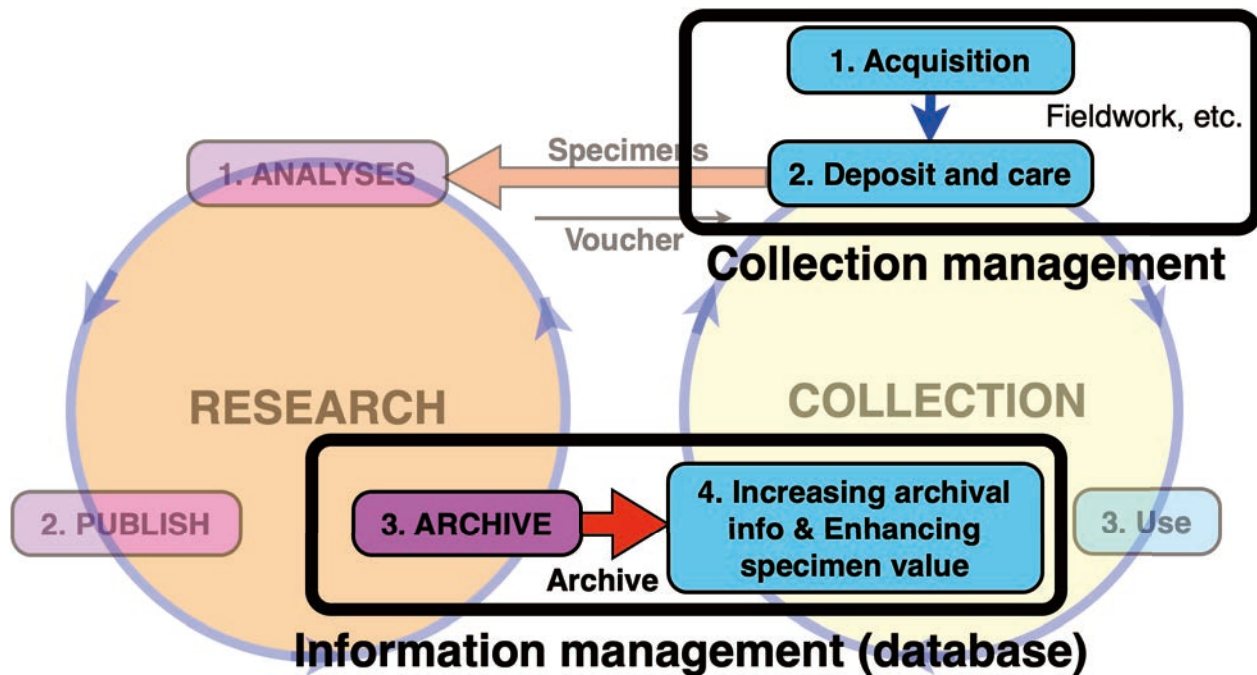 1. Acquisition
Fieldwork, etc.
Specimens
1. ANALYSES
2. Deposit and care
Voucher
Collection management
RESEARCH
COLLECTION
2. PUBLISH
3. ARCHIVE
Archive
4. Increasing archival
info & Enhancing
specimen value
3. Use
Information management (database)